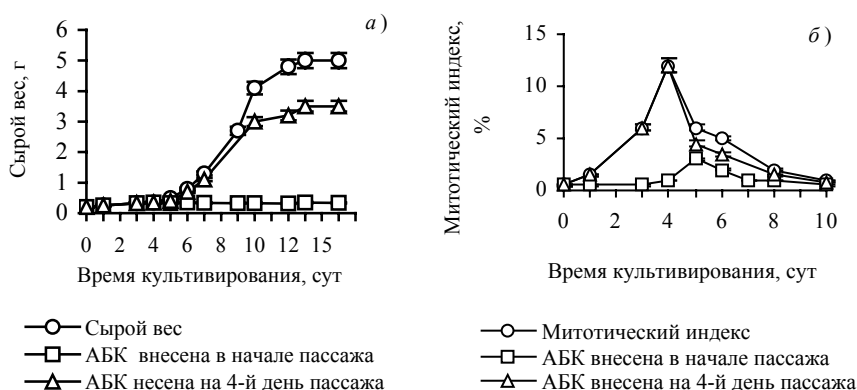 а)
Сырой вес, г
6
5
4
3
2
1
0
0 2 4 6 8 10 12 15
Время культивирования, сут
Сырой вес
АБК внесена в начале пассажа
АБК несена на 4-й день пассажа
б)
Митотический индекс,
%
15
10
5
0
0 2 4 6 8 10
Время культивирования, сут
Митотический индекс
АБК внесена в начале пассажа
АБК внесена на 4-й день пассажа